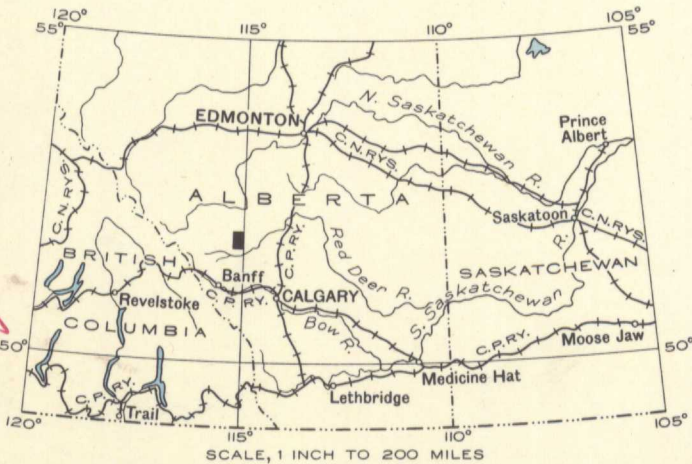 120° 115° 110° 105°
55° 55°
N. Saskatchewan R.
EDMONTON
Prince
Albert
C.N.RYS.
C.N.RYS.
ALBERTA
Saskatoon
C.N.RYS.
C.P.RY.
Red Deer R.
BRITISH
SASKATCHEWAN
Banff
C.P.RY.
CALGARY
S. Saskatchewan R.
Revelstoke
Bow R.
COLUMBIA
C.P.RY.
Moose Jaw
50° 50°
Medicine Hat
C.P.RY.
Lethbridge
Trail
120° 115° 110° 105°
SCALE, 1 INCH TO 200 MILES